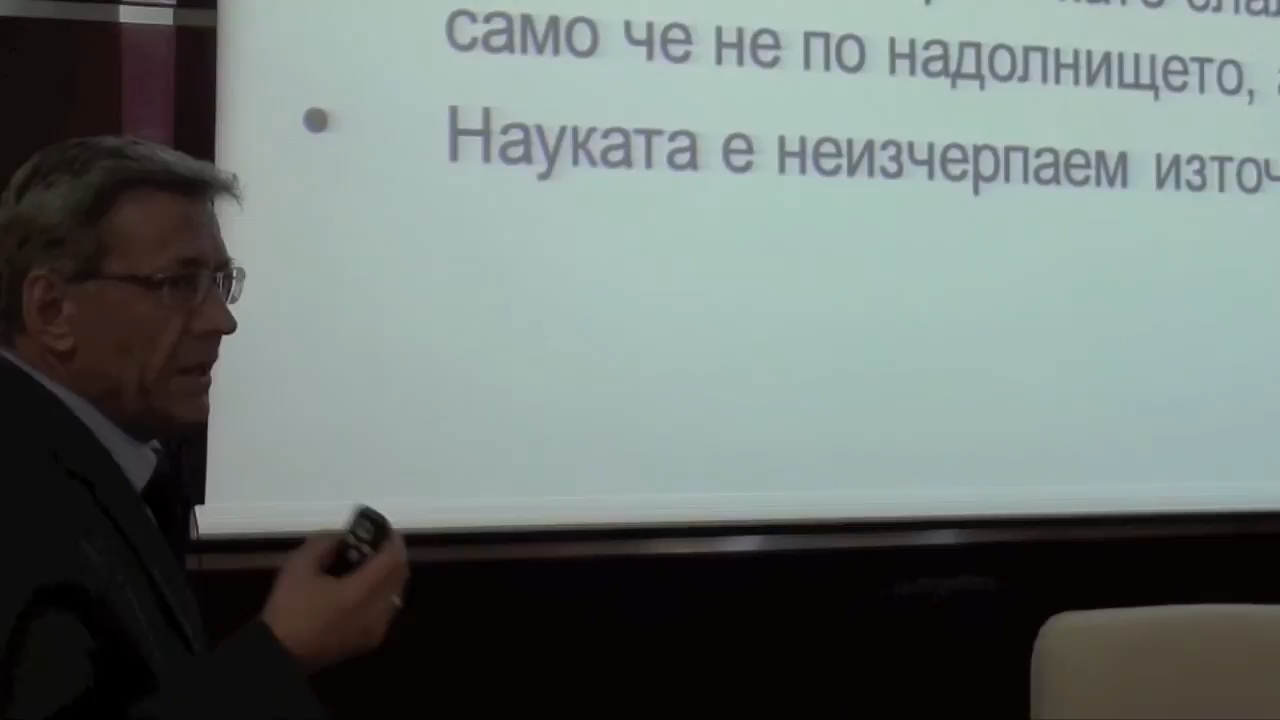 само че не по надолнището,
Науката е неизчерпаем